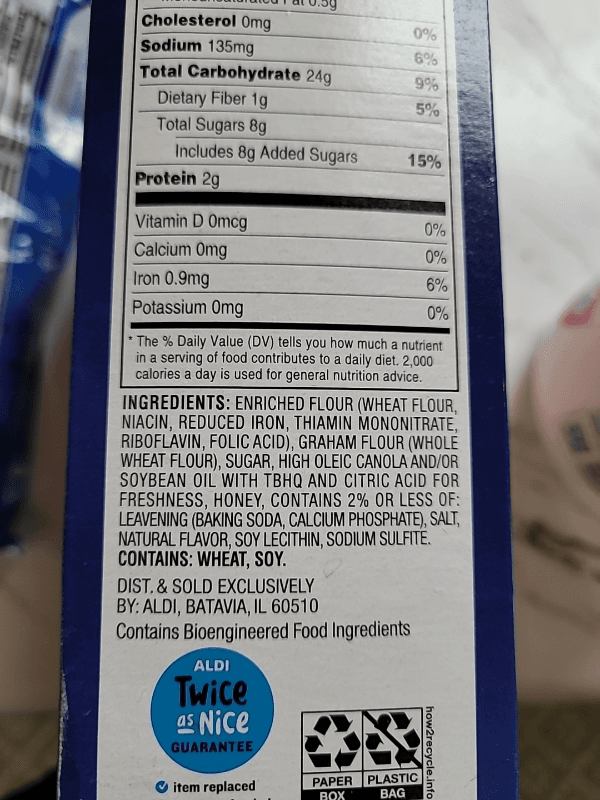 Fat 0.5g
Cholesterol 0mg 0%
Sodium 135mg 6%
Total Carbohydrate 24g 9%
Dietary Fiber 1g 5%
Total Sugars 8g
Includes 8g Added Sugars 15%
Protein 2g
Vitamin D 0mcg 0%
Calcium 0mg 0%
Iron 0.9mg 6%
Potassium 0mg 0%
* The % Daily Value (DV) tells you how much a nutrient
in a serving of food contributes to a daily diet. 2,000
calories a day is used for general nutrition advice.
INGREDIENTS: ENRICHED FLOUR (WHEAT FLOUR,
NIACIN, REDUCED IRON, THIAMIN MONONITRATE,
RIBOFLAVIN, FOLIC ACID), GRAHAM FLOUR (WHOLE
WHEAT FLOUR), SUGAR, HIGH OLEIC CANOLA AND/OR
SOYBEAN OIL WITH TBHQ AND CITRIC ACID FOR
FRESHNESS, HONEY, CONTAINS 2% OR LESS OF:
LEAVENING (BAKING SODA, CALCIUM PHOSPHATE), SALT,
NATURAL FLAVOR, SOY LECITHIN, SODIUM SULFITE.
CONTAINS: WHEAT, SOY.
DIST. & SOLD EXCLUSIVELY
BY: ALDI, BATAVIA, IL 60510
Contains Bioengineered Food Ingredients
ALDI
Twice
as Nice
GUARANTEE
item replaced
PAPER PLASTIC
BOX BAG
how2recycle.info